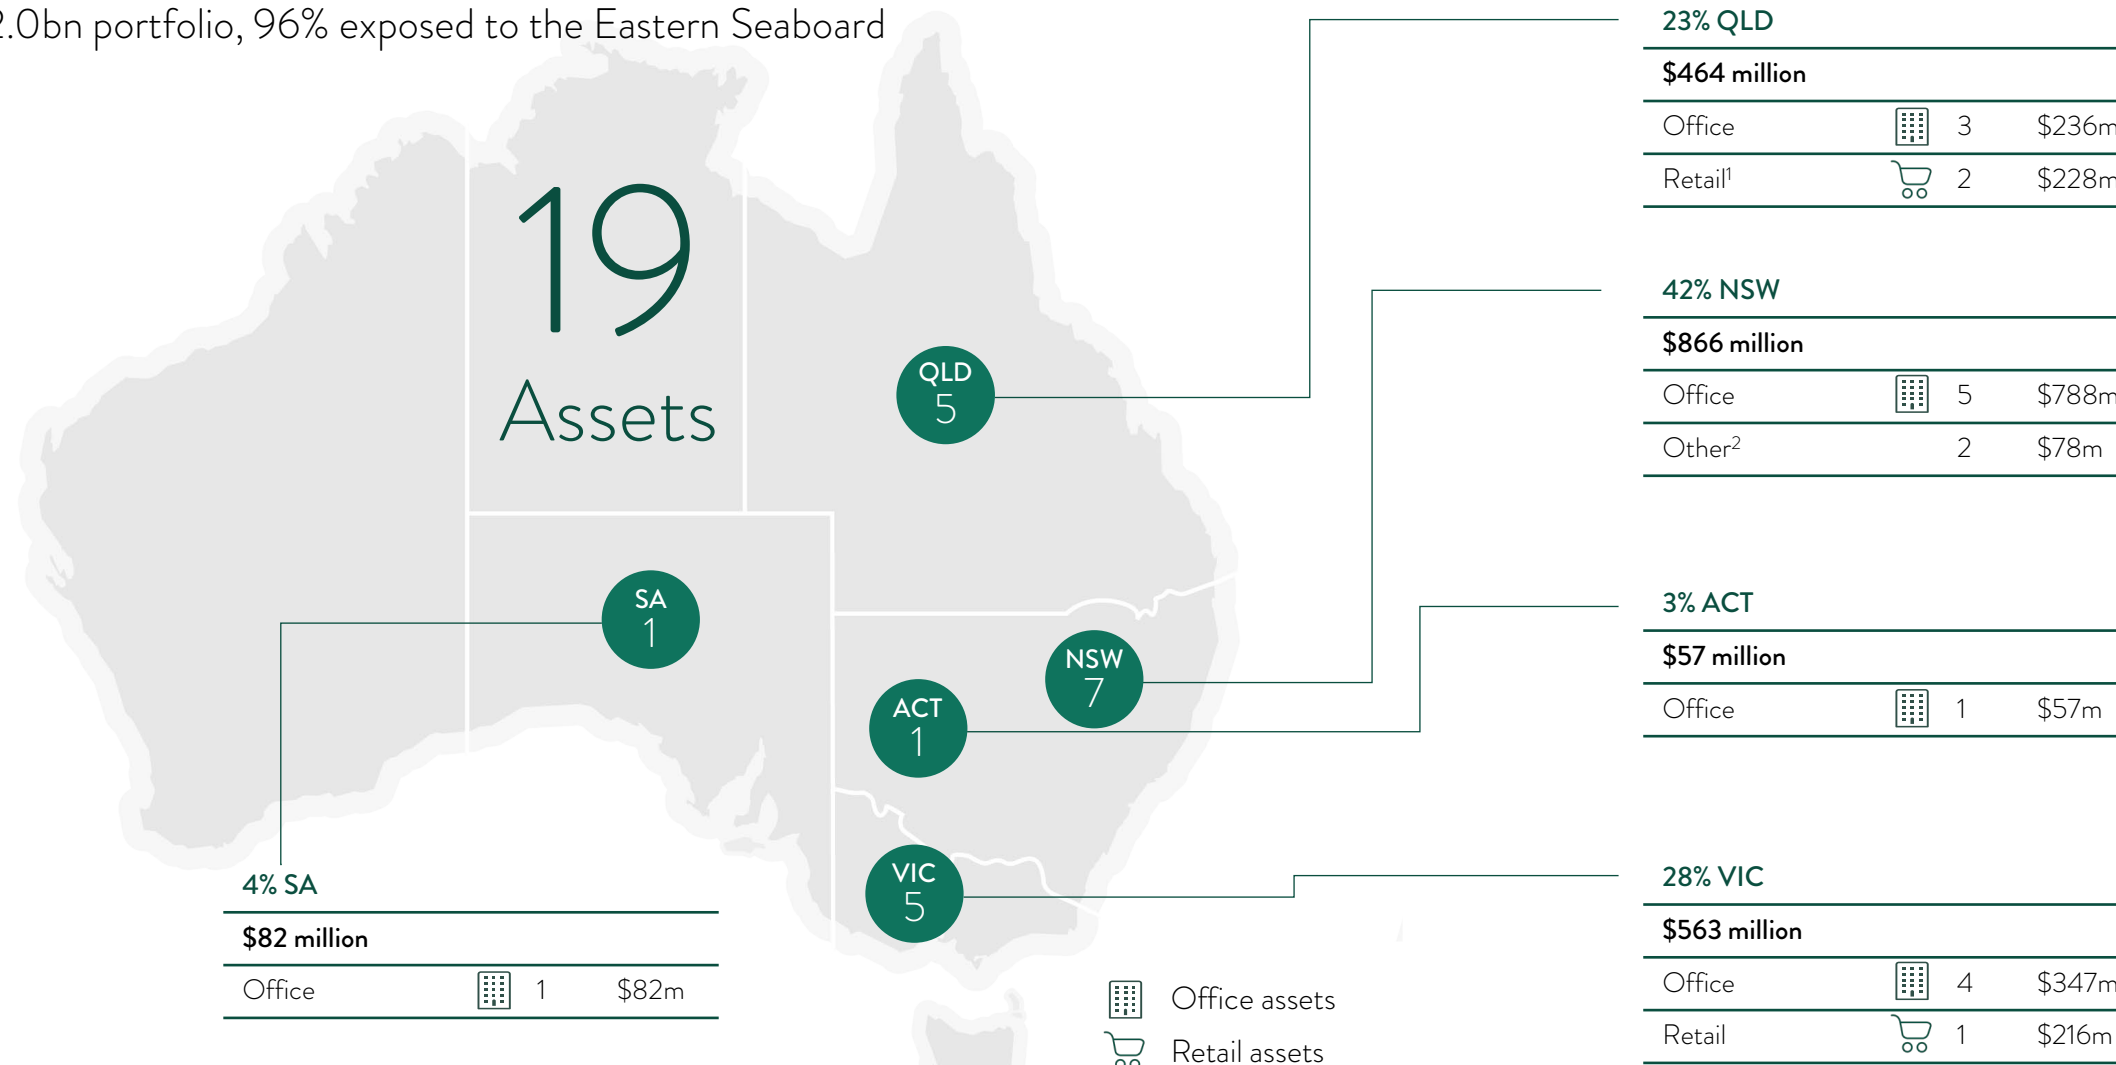 2.0bn portfolio, 96% exposed to the Eastern Seaboard
19
Assets
QLD
5
SA
1
NSW
7
ACT
1
VIC
5
23% QLD
$464 million
Office 3 $236m
Retail1 2 $228m
42% NSW
$866 million
Office 5 $788m
Other2 2 $78m
3% ACT
$57 million
Office 1 $57m
28% VIC
$563 million
Office 4 $347m
Retail 1 $216m
4% SA
$82 million
Office 1 $82m
Office assets
Retail assets